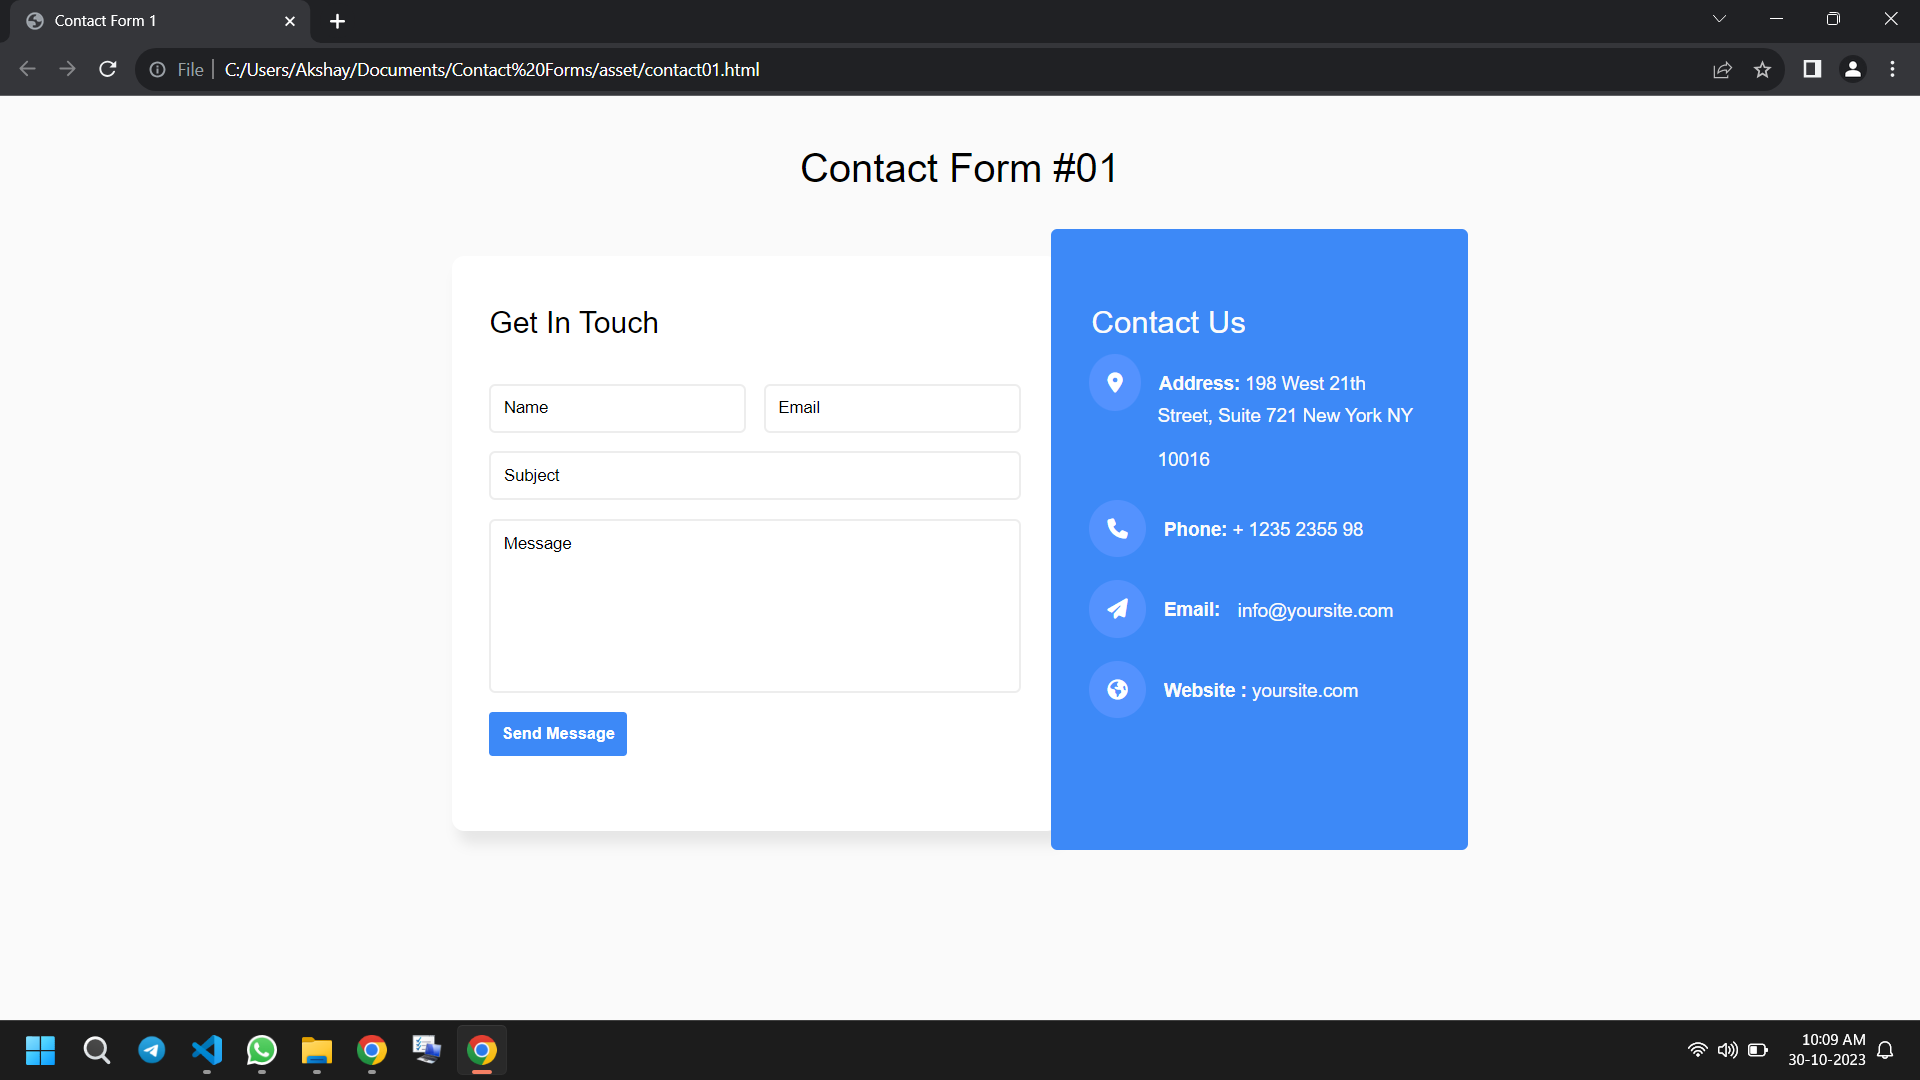 Contact Form 1
File
C:/Users/Akshay/Documents/Contact%20Forms/asset/contact01.html
Contact Form #01
Get In Touch
Name
Email
Subject
Message
Send Message
Contact Us
Address: 198 West 21th
Street, Suite 721 New York NY
10016
Phone: + 1235 2355 98
Email: info@yoursite.com
Website : yoursite.com
10:09 AM
30-10-2023